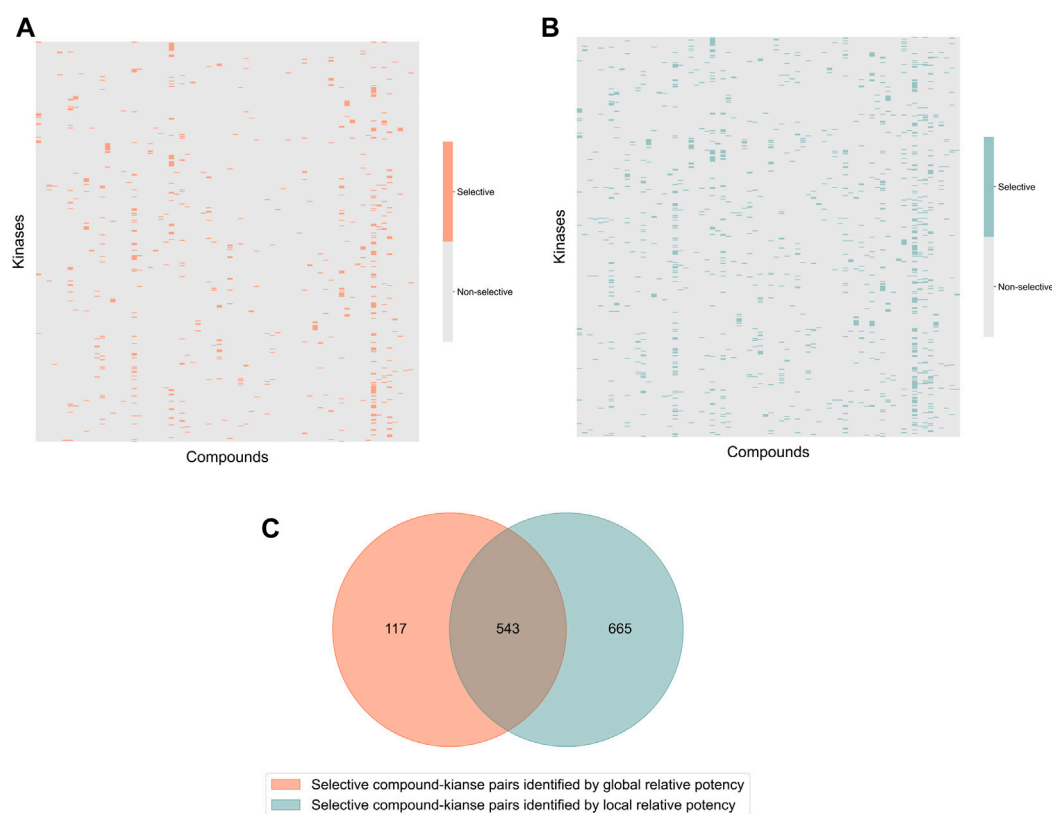 A
Kinases
Compounds
Selective
Non-selective
B
Kinases
Compounds
Selective
Non-selective
C
117
543
665
Selective compound-kianse pairs identified by global relative potency
Selective compound-kianse pairs identified by local relative potency